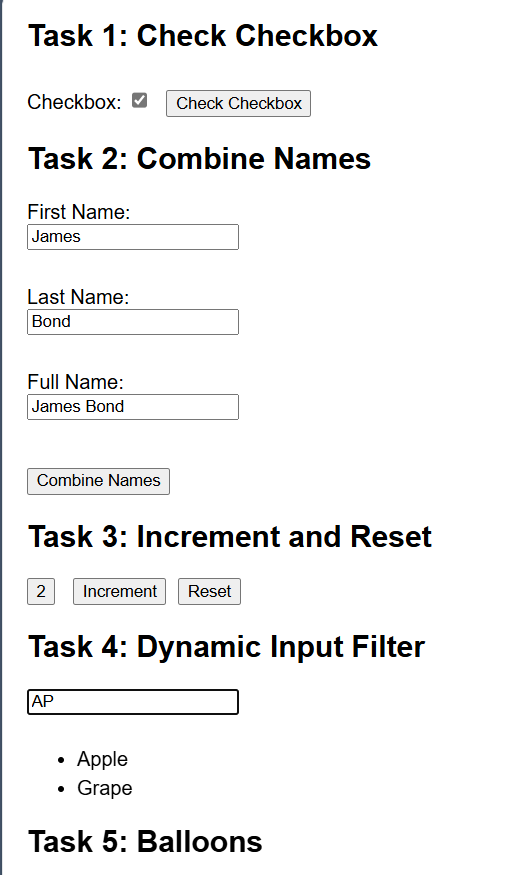 Task 1: Check Checkbox
Checkbox: Check Checkbox
Task 2: Combine Names
First Name:
James
Last Name:
Bond
Full Name:
James Bond
Combine Names
Task 3: Increment and Reset
2 Increment Reset
Task 4: Dynamic Input Filter
AP
Apple
Grape
Task 5: Balloons